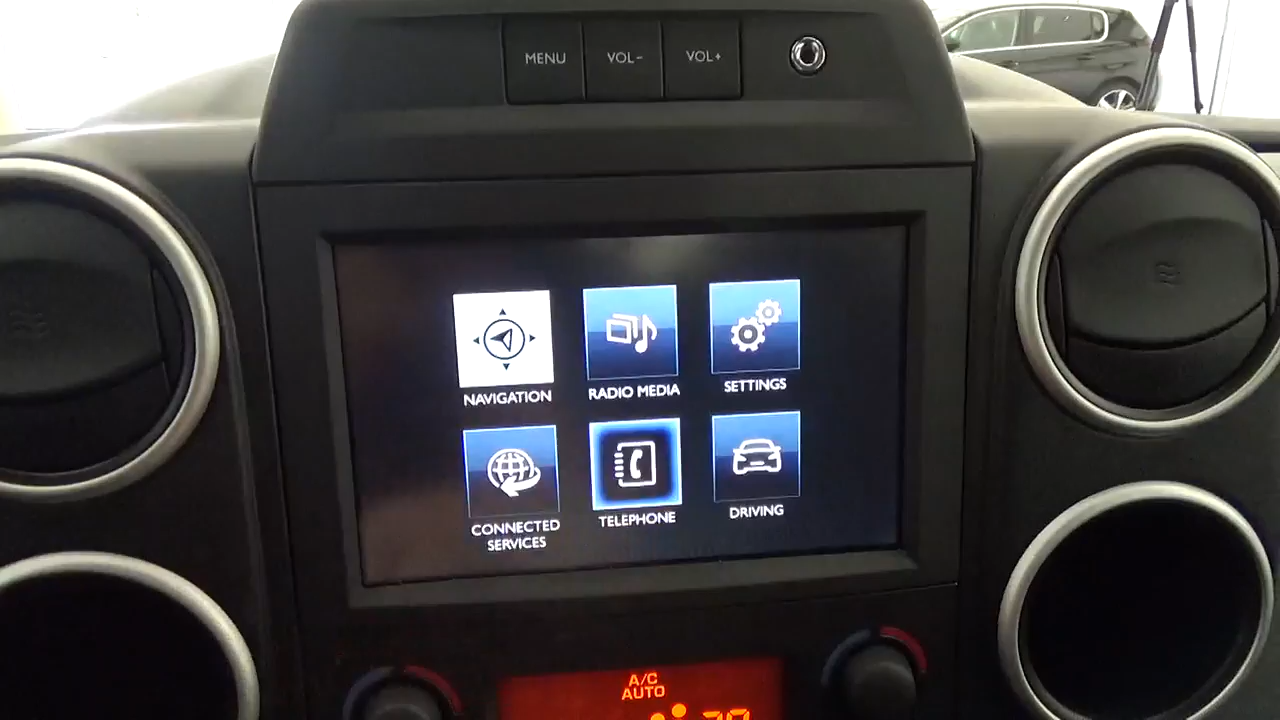 MENU
VOL-
VOL+
NAVIGATION
RADIO MEDIA
SETTINGS
CONNECTED
SERVICES
TELEPHONE
DRIVING
A/C
AUTO